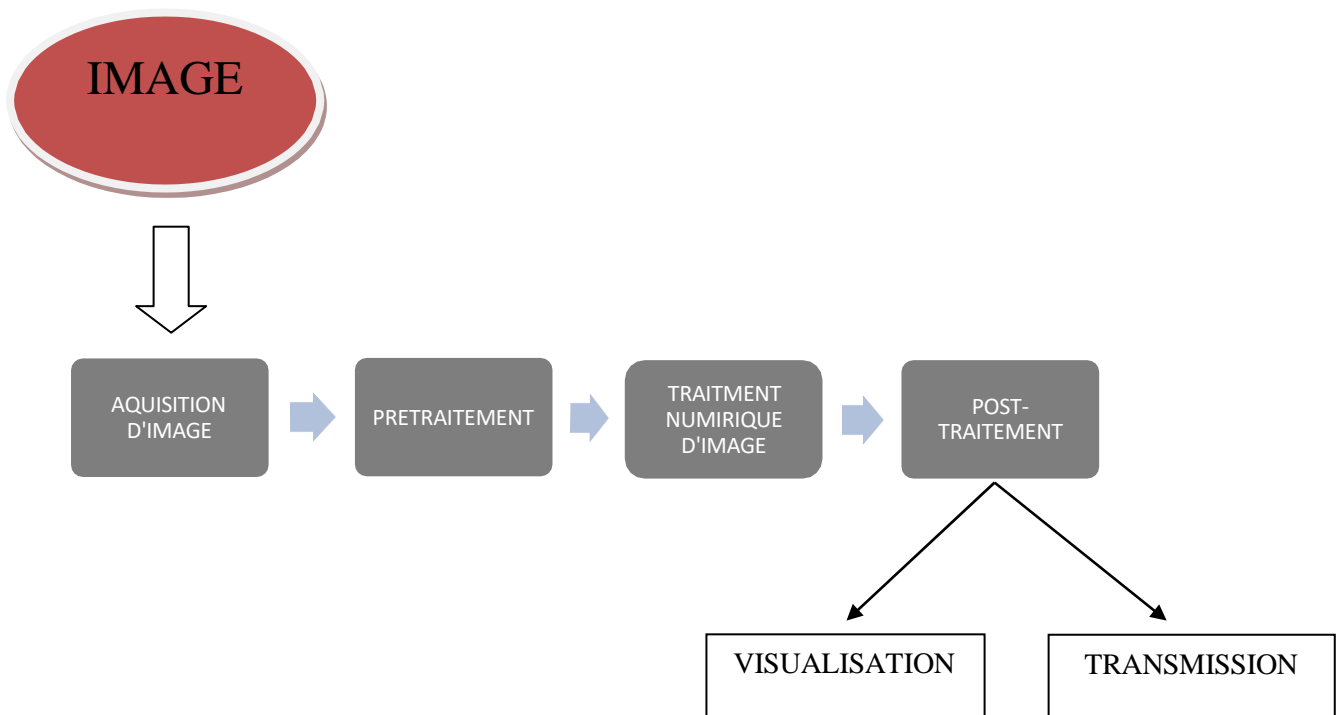 IMAGE
AQUISITION
D'IMAGE
PRETRAITEMENT
TRAITMENT
NUMIRIQUE
D'IMAGE
POST-
TRAITEMENT
VISUALISATION
TRANSMISSION